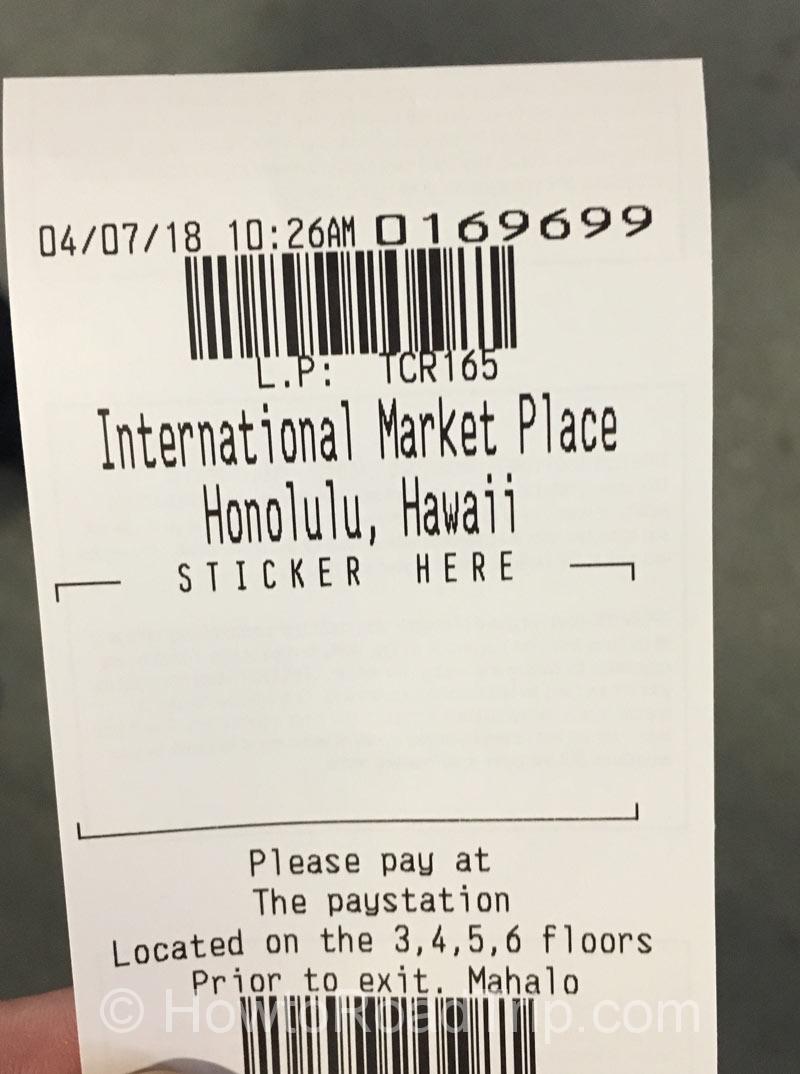 04/07/18 10:26AM 0169699
L.P: TCR165
International Market Place
Honolulu, Hawaii
STICKER HERE
Please pay at
The paystation
Located on the 3,4,5,6 floors
Prior to exit. Mahalo
© HowtoRoadTrip.com